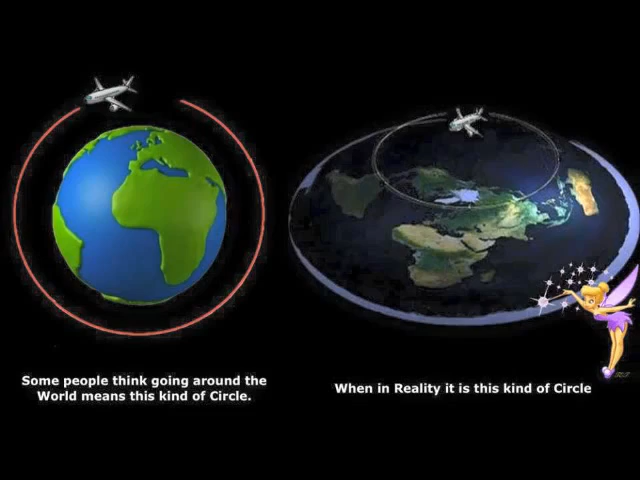 Some people think going around the
World means this kind of Circle.
When in Reality it is this kind of Circle